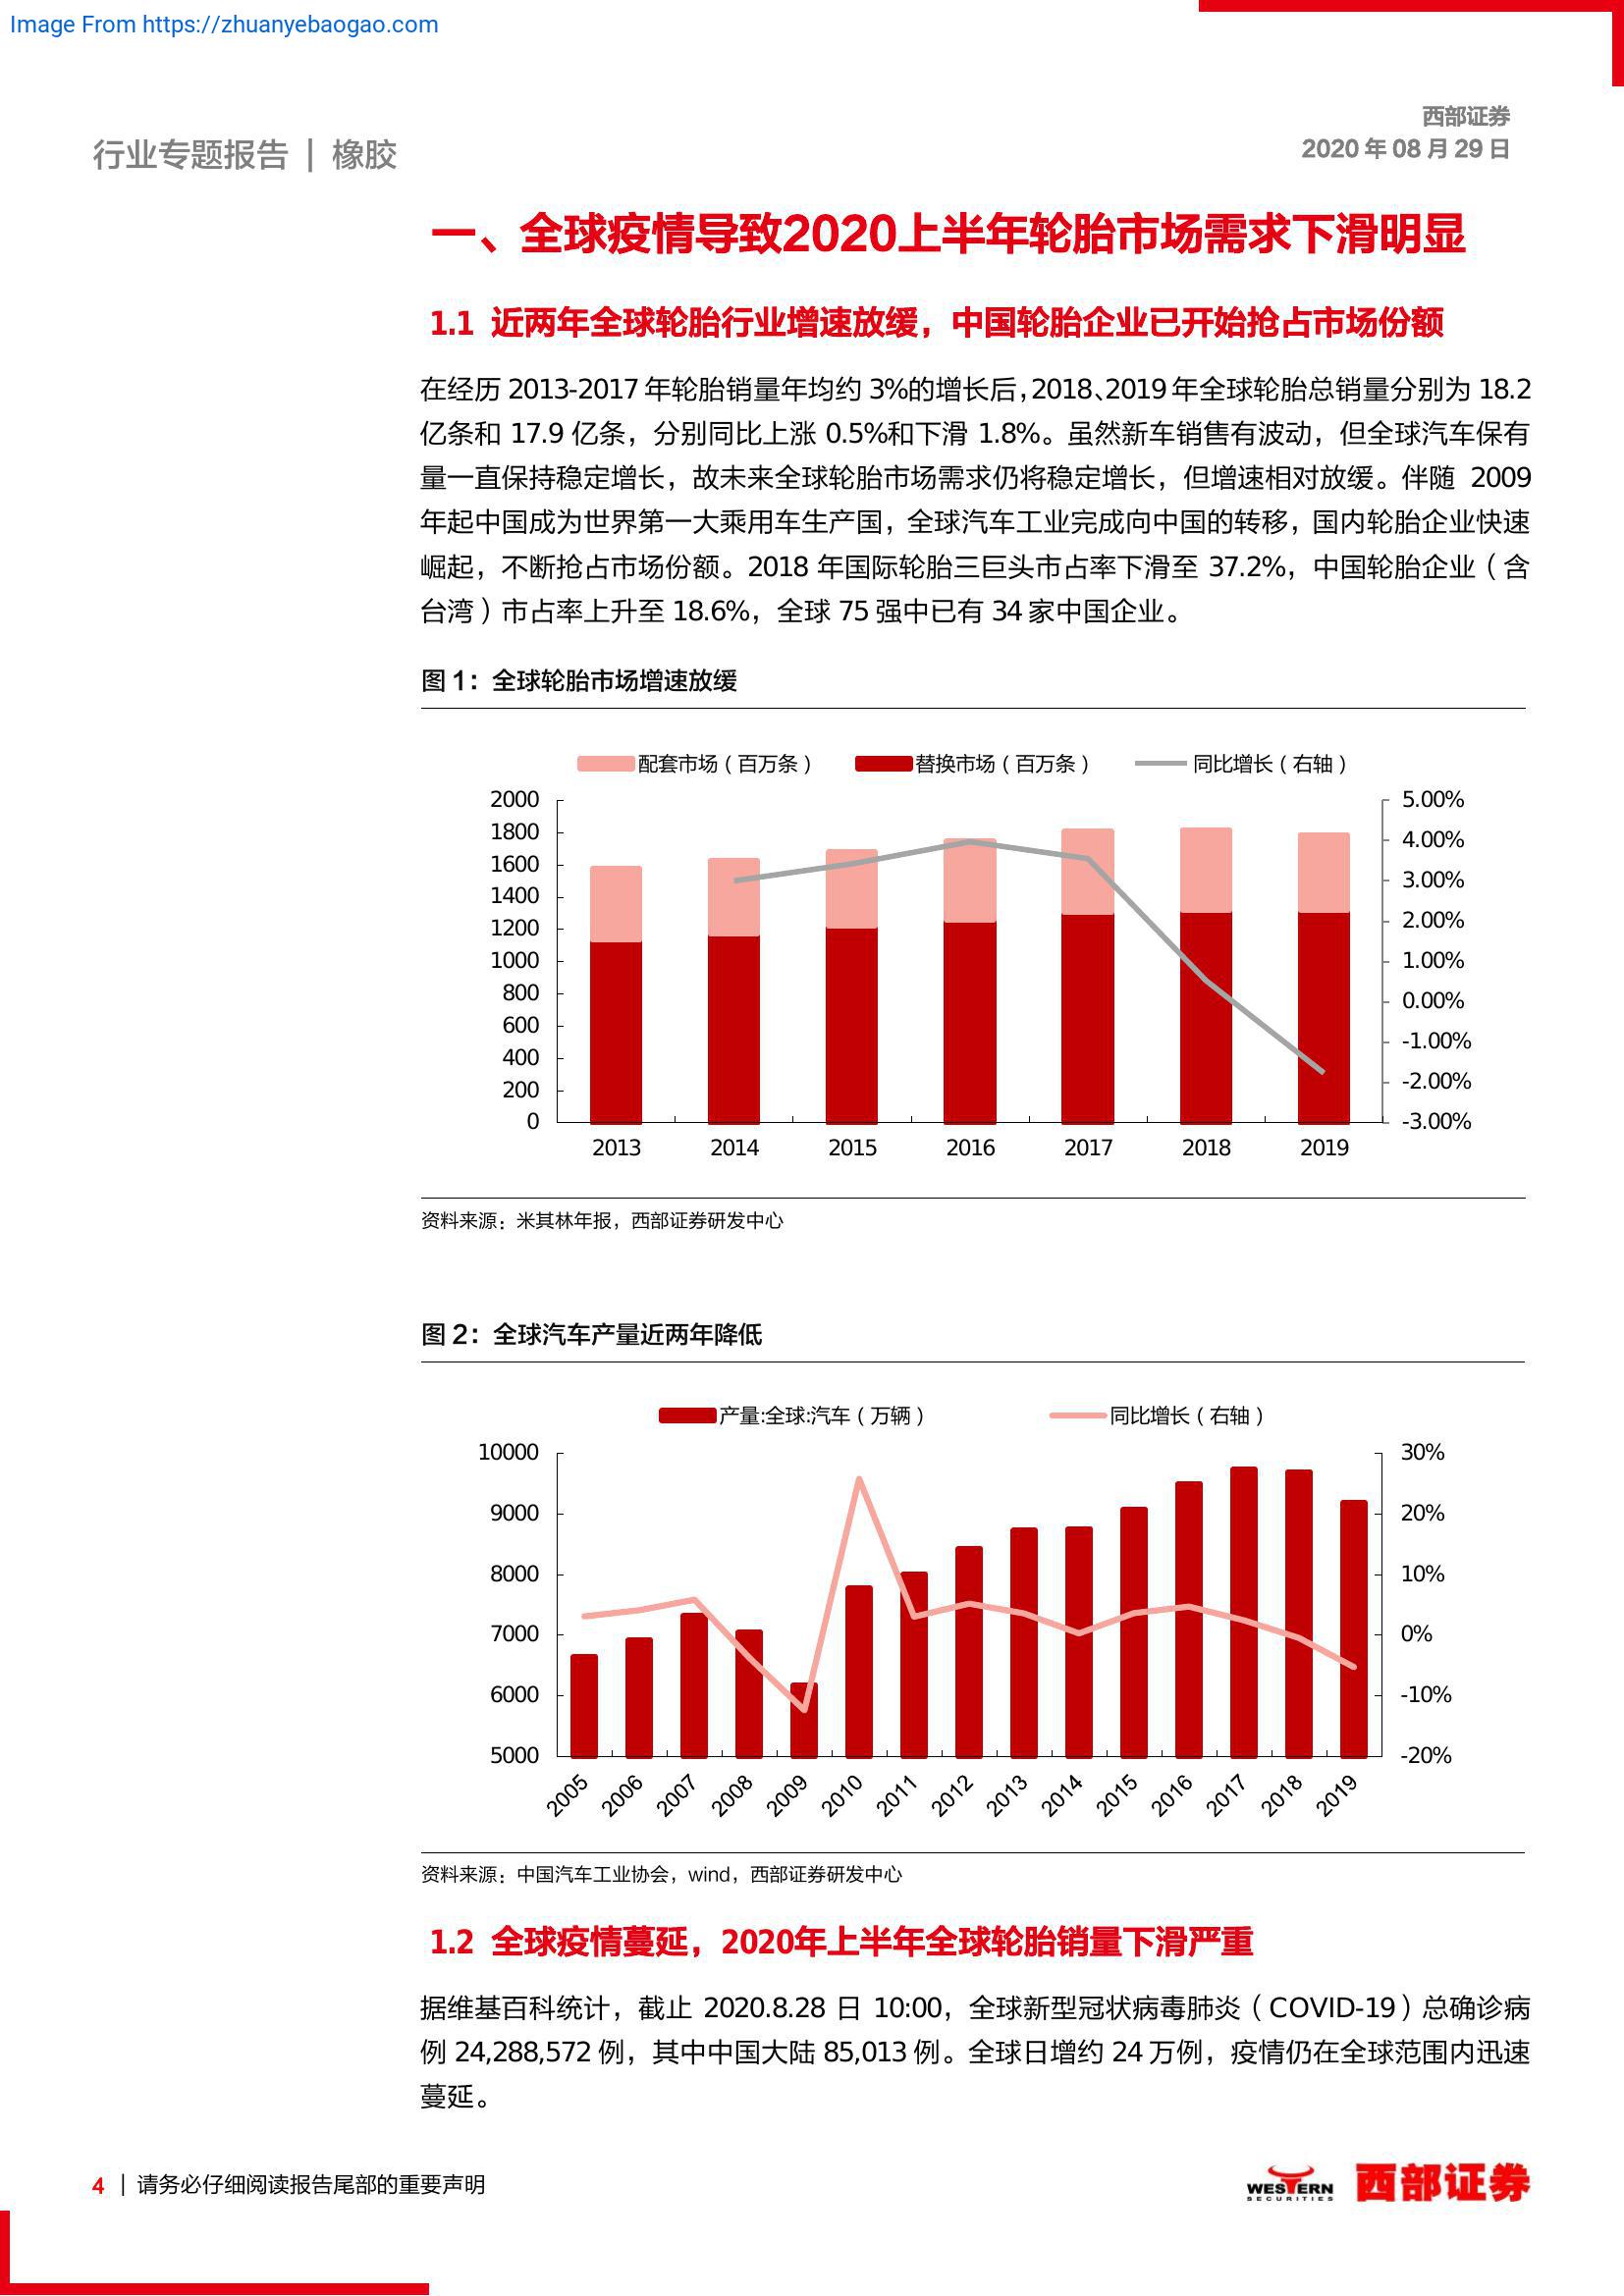 Image From https://zhuanyebaogao.com
西部证券
行业专题报告 | 橡胶
2020 年 08 月 29 日
一、全球疫情导致2020上半年轮胎市场需求下滑明显
1.1 近两年全球轮胎行业增速放缓，中国轮胎企业已开始抢占市场份额
在经历 2013-2017 年轮胎销量年均约 3%的增长后，2018、2019 年全球轮胎总销量分别为 18.2
亿条和 17.9 亿条，分别同比上涨 0.5%和下滑 1.8%。虽然新车销售有波动，但全球汽车保有
量一直保持稳定增长，故未来全球轮胎市场需求仍将稳定增长，但增速相对放缓。伴随 2009
年起中国成为世界第一大乘用车生产国，全球汽车工业完成向中国的转移，国内轮胎企业快速
崛起，不断抢占市场份额。2018 年国际轮胎三巨头市占率下滑至 37.2%，中国轮胎企业（含
台湾）市占率上升至 18.6%，全球 75 强中已有 34 家中国企业。
图 1：全球轮胎市场增速放缓
配套市场（百万条） 替换市场（百万条） 同比增长（右轴）
2000 5.00%
1800 4.00%
1600 3.00%
1400 2.00%
1200 1.00%
1000 0.00%
800 -1.00%
600 -2.00%
400 -3.00%
200
0
2013 2014 2015 2016 2017 2018 2019
资料来源：米其林年报，西部证券研发中心
图 2：全球汽车产量近两年降低
产量:全球:汽车（万辆） 同比增长（右轴）
10000 30%
9000 20%
8000 10%
7000 0%
6000 -10%
5000 -20%
2005 2006 2007 2008 2009 2010 2011 2012 2013 2014 2015 2016 2017 2018 2019
资料来源：中国汽车工业协会，wind，西部证券研发中心
1.2 全球疫情蔓延，2020年上半年全球轮胎销量下滑严重
据维基百科统计，截止 2020.8.28 日 10:00，全球新型冠状病毒肺炎（COVID-19）总确诊病
例 24,288,572 例，其中中国大陆 85,013 例。全球日增约 24 万例，疫情仍在全球范围内迅速
蔓延。
4 | 请务必仔细阅读报告尾部的重要声明
WESTERN
SECURITIES
西部证券